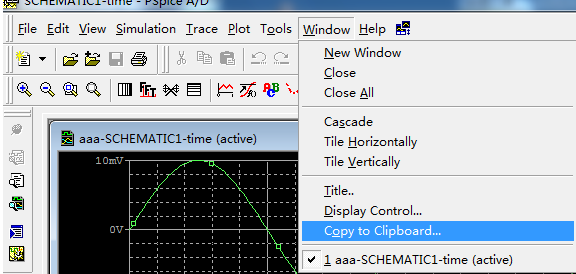 SCHEMATIC1-time - PSpice A/D
File Edit View Simulation Trace Plot Tools Window Help
New Window
Close
Close All
Cascade
Tile Horizontally
Tile Vertically
Title..
Display Control...
Copy to Clipboard...
✓ 1 aaa-SCHEMATIC1-time (active)
FFT
ABC
aaa-SCHEMATIC1-time (active)
10mV
0V